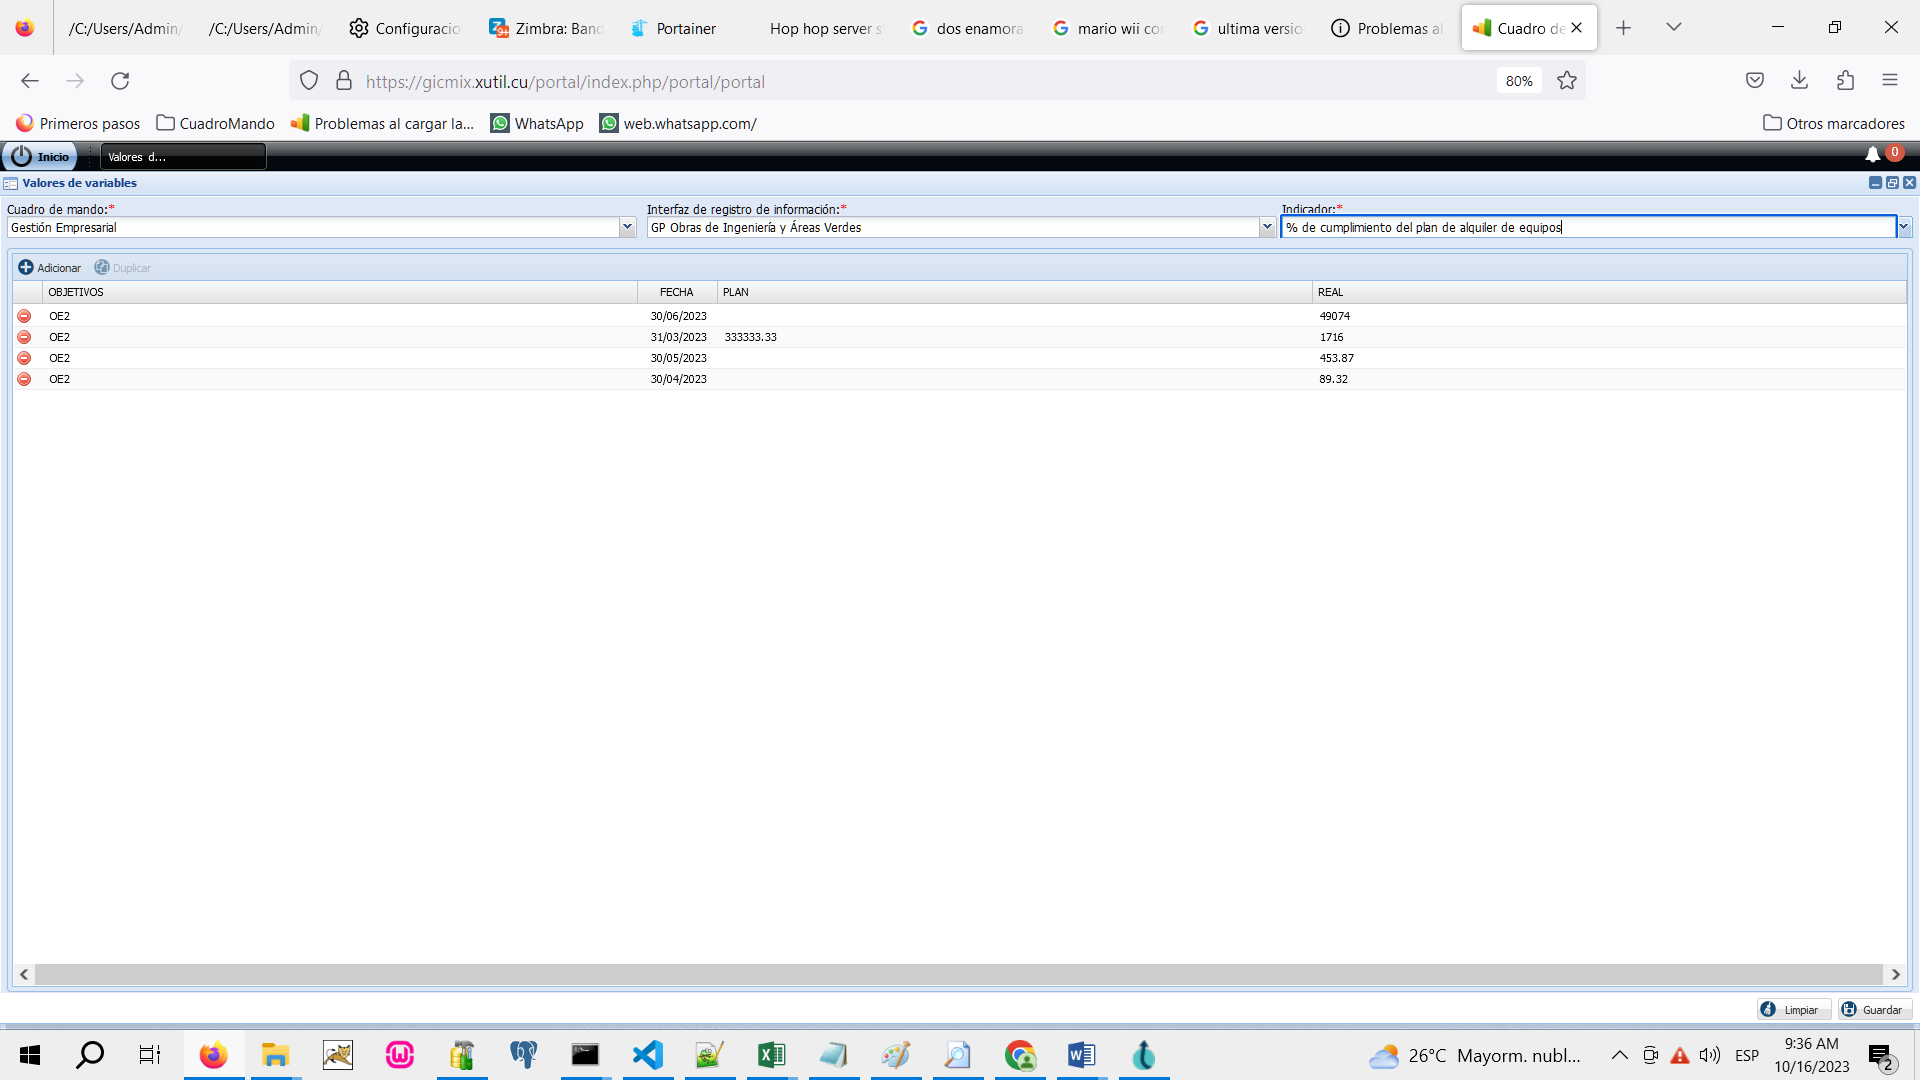 /C:/Users/Admin/
/C:/Users/Admin/
Configuracio
Zimbra: Band
Portainer
Hop hop server s
dos enamora
mario wii co
ultima versio
Problemas al
Cuadro de
https://gicmix.xutil.cu/portal/index.php/portal/portal
80%
Primeros pasos
CuadroMando
Problemas al cargar la...
WhatsApp
web.whatsapp.com/
Otros marcadores
Inicio
Valores d...
0
Valores de variables
Cuadro de mando:*
Interfaz de registro de información:*
Indicador:*
Gestión Empresarial
GP Obras de Ingeniería y Áreas Verdes
% de cumplimiento del plan de alquiler de equipos
Adicionar
Duplicar
OBJETIVOS FECHA PLAN REAL
OE2 30/06/2023 49074
OE2 31/03/2023 333333.33 1716
OE2 30/05/2023 453.87
OE2 30/04/2023 89.32
Limpiar
Guardar
26°C Mayorm. nubl...
ESP
9:36 AM
10/16/2023
2